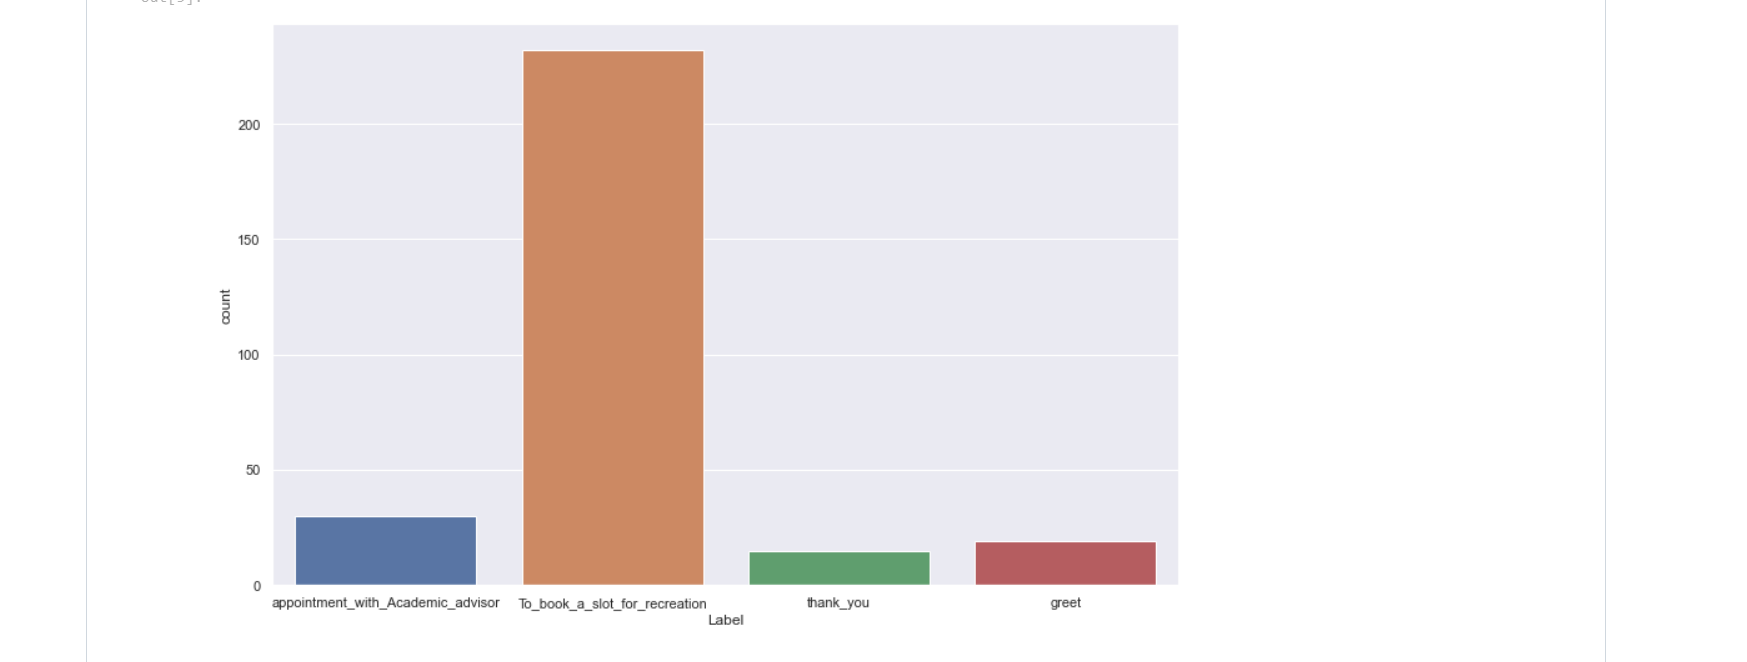 200
150
100
50
0
count
appointment_with_Academic_advisor To_book_a_slot_for_recreation thank_you greet
Label